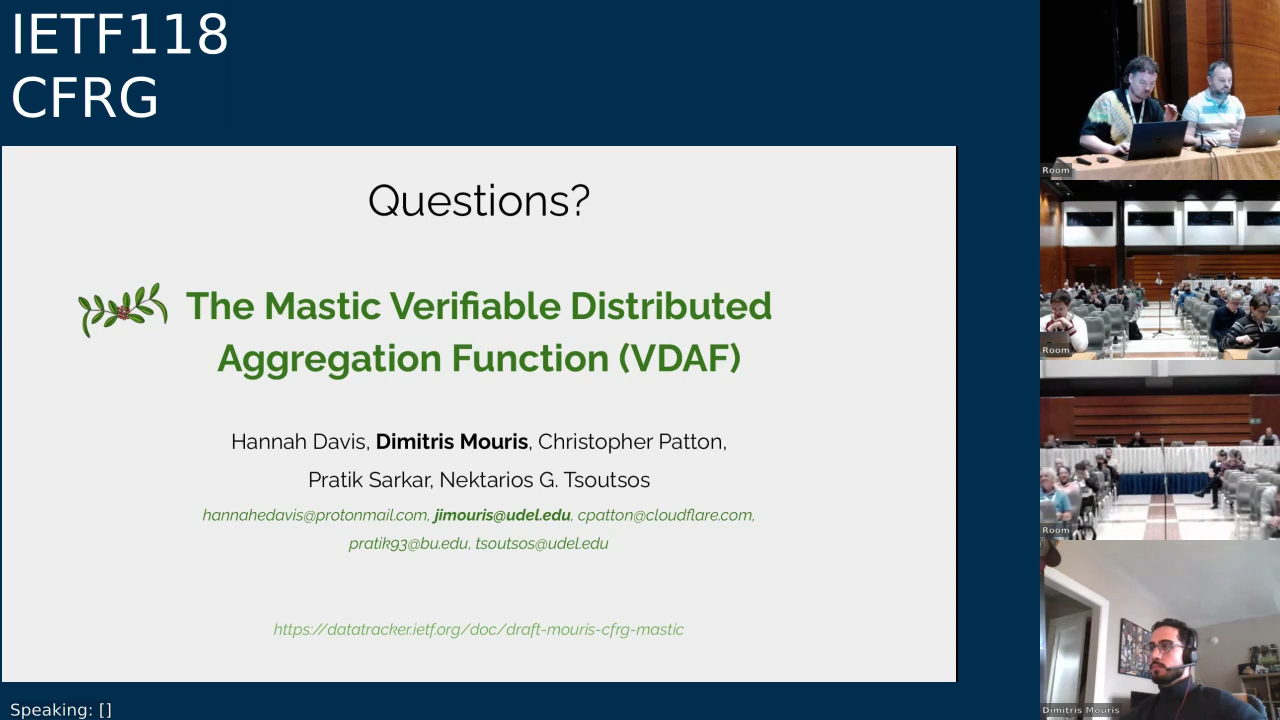 IETF118
CFRG
Questions?
The Mastic Verifiable Distributed
Aggregation Function (VDAF)
Hannah Davis, Dimitris Mouris, Christopher Patton,
Pratik Sarkar, Nektarios G. Tsoutsos
hannahedavis@protonmail.com, jimouris@udel.edu, cpatton@cloudflare.com,
pratik93@bu.edu, tsoutsos@udel.edu
https://datatracker.ietf.org/doc/draft-mouris-cfrg-mastic
Speaking: []
Room
Room
Room
Dimitris Mouris